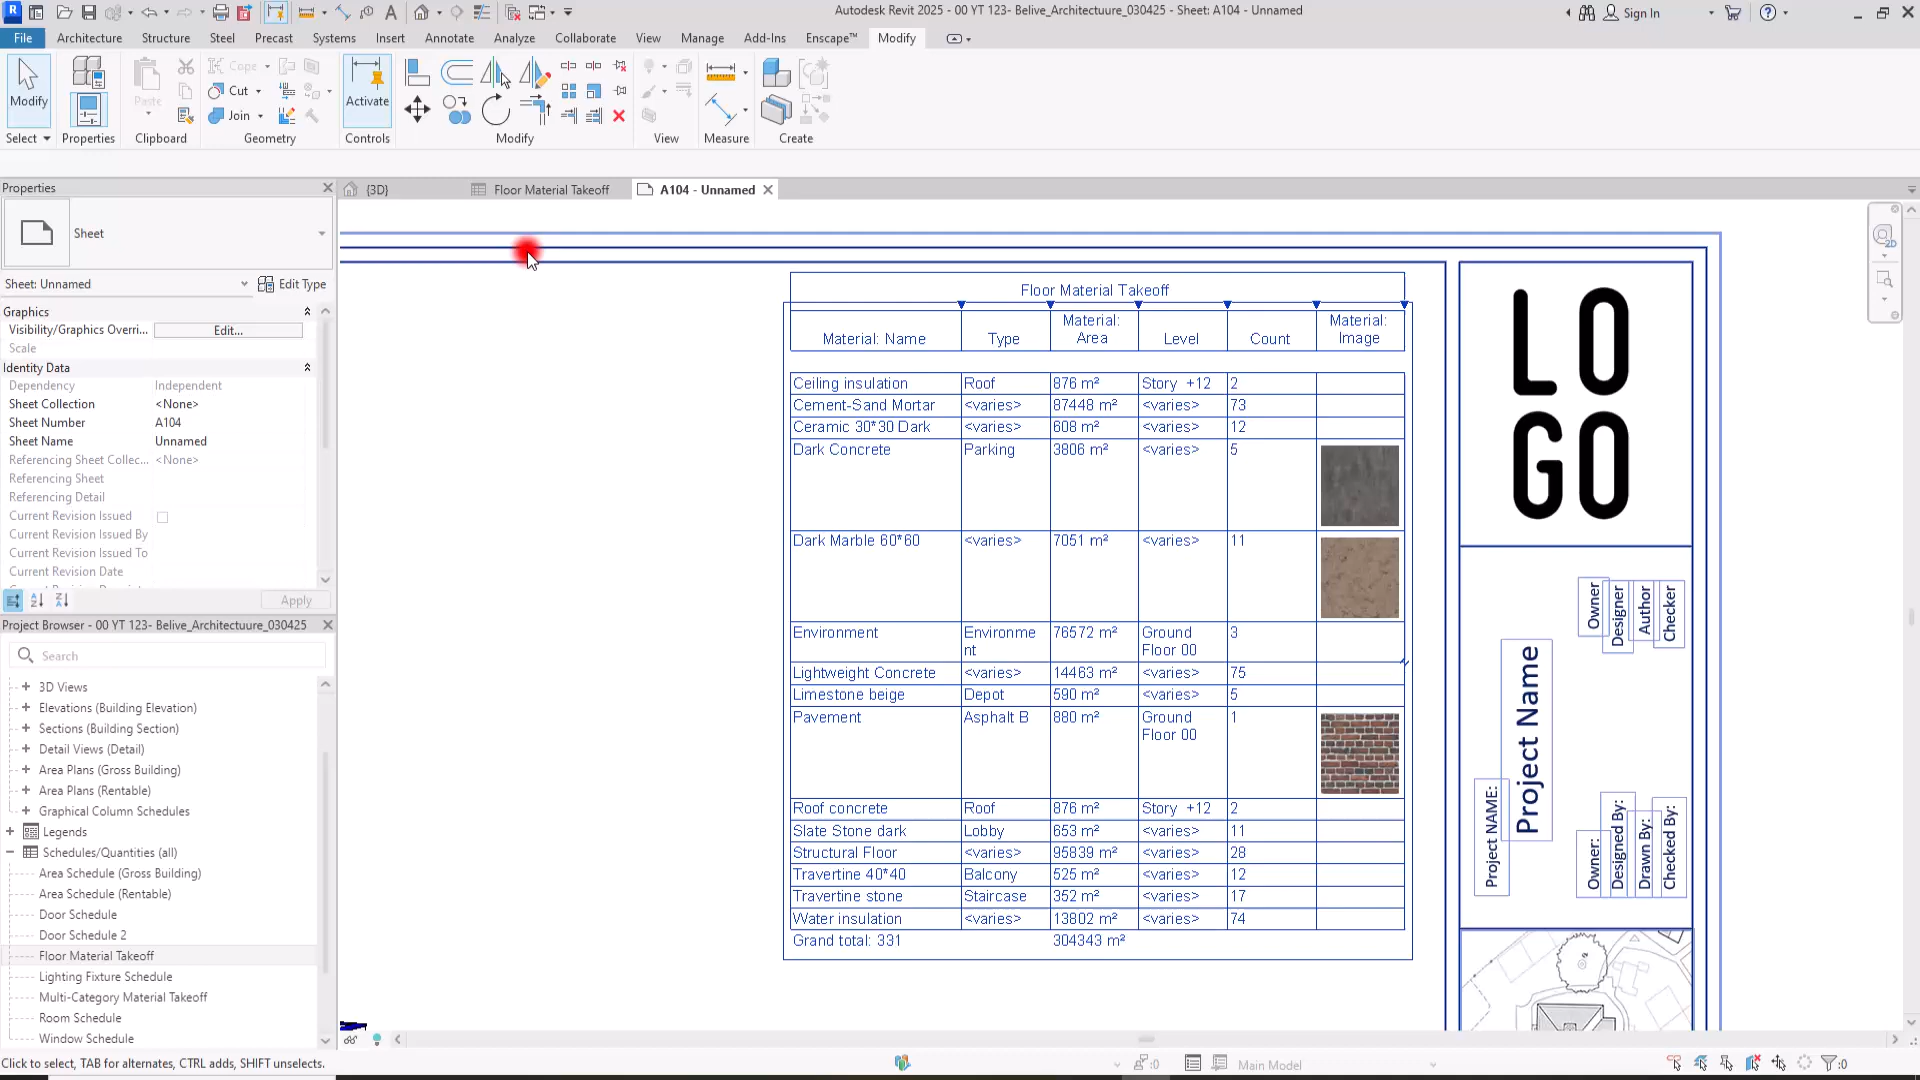 Autodesk Revit 2025 - 00 YT 123- Belive_Architectuure_030425 - Sheet: A104 - Unnamed
Sign In
File Architecture Structure Steel Precast Systems Insert Annotate Analyze Collaborate View Manage Add-Ins Enscape™ Modify
Modify
Select
Properties
Paste
Clipboard
Cope
Cut
Join
Geometry
Activate
Controls
Modify
View
Measure
Create
Properties
Sheet
Sheet: Unnamed
Edit Type
Graphics
Visibility/Graphics Overri... Edit...
Scale
Identity Data
Dependency Independent
Sheet Collection <None>
Sheet Number A104
Sheet Name Unnamed
Referencing Sheet Collec... <None>
Referencing Sheet
Referencing Detail
Current Revision Issued
Current Revision Issued By
Current Revision Issued To
Current Revision Date
Apply
Project Browser - 00 YT 123- Belive_Architectuure_030425
Search
3D Views
Elevations (Building Elevation)
Sections (Building Section)
Detail Views (Detail)
Area Plans (Gross Building)
Area Plans (Rentable)
Graphical Column Schedules
Legends
Schedules/Quantities (all)
Area Schedule (Gross Building)
Area Schedule (Rentable)
Door Schedule
Door Schedule 2
Floor Material Takeoff
Lighting Fixture Schedule
Multi-Category Material Takeoff
Room Schedule
Window Schedule
{3D} Floor Material Takeoff A104 - Unnamed
Floor Material Takeoff
Material: Name Type Material: Area Level Count Material: Image
Ceiling insulation Roof 876 m² Story +12 2
Cement-Sand Mortar <varies> 87448 m² <varies> 73
Ceramic 30*30 Dark <varies> 608 m² <varies> 12
Dark Concrete Parking 3806 m² <varies> 5
Dark Marble 60*60 <varies> 7051 m² <varies> 11
Environment Environme nt 76572 m² Ground Floor 00 3
Lightweight Concrete <varies> 14463 m² <varies> 75
Limestone beige Depot 590 m² <varies> 5
Pavement Asphalt B 880 m² Ground Floor 00 1
Roof concrete Roof 876 m² Story +12 2
Slate Stone dark Lobby 653 m² <varies> 11
Structural Floor <varies> 95839 m² <varies> 28
Travertine 40*40 Balcony 525 m² <varies> 12
Travertine stone Staircase 352 m² <varies> 17
Water insulation <varies> 13802 m² <varies> 74
Grand total: 331 304343 m²
LO
GO
Project NAME:
Project Name
Owner: Owner
Designed By: Designer
Drawn By: Author
Checked By: Checker
2D
Click to select, TAB for alternates, CTRL adds, SHIFT unselects.
:0
Main Model
:0